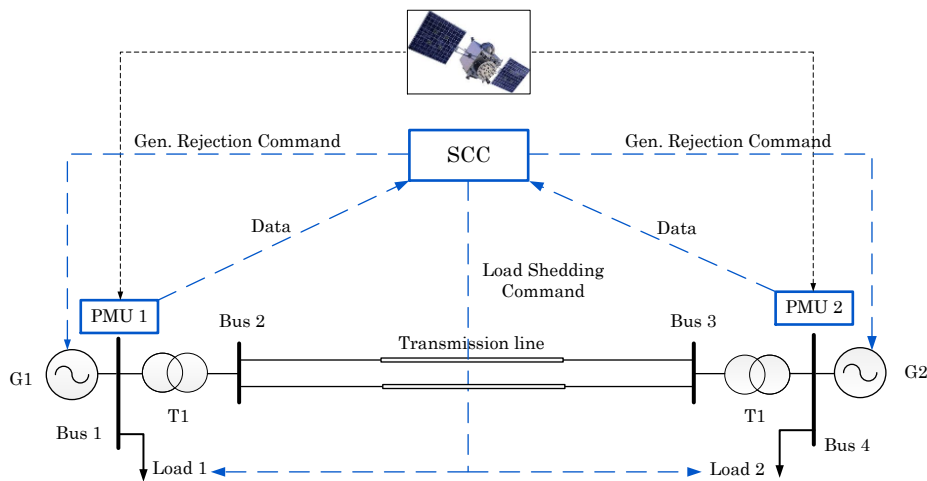 Gen. Rejection Command
SCC
Gen. Rejection Command
Data
Data
Load Shedding
Command
PMU 1
PMU 2
Bus 2
Bus 3
Transmission line
G1
G2
T1
T1
Bus 1
Bus 4
Load 1
Load 2